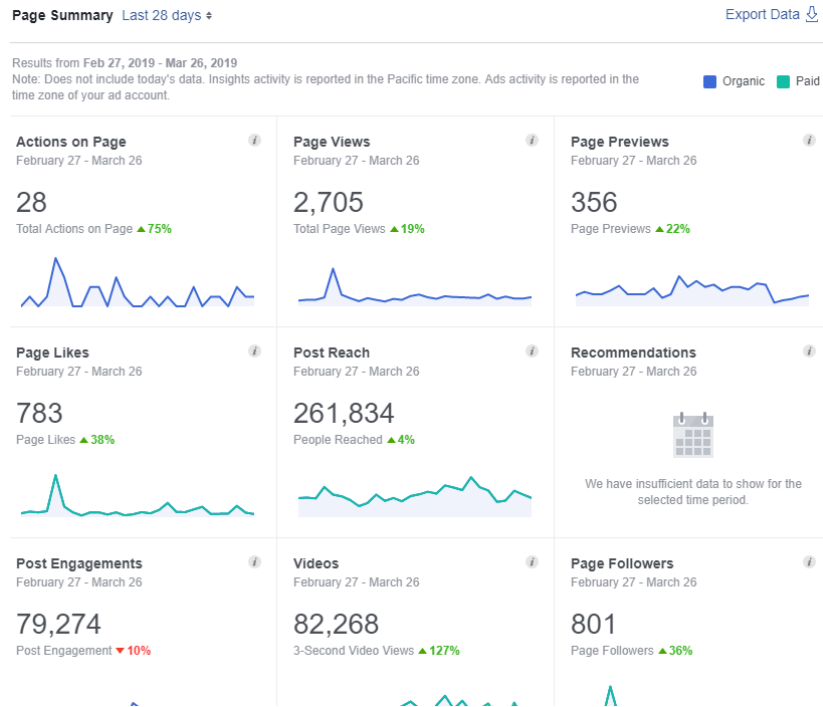 Page Summary Last 28 days
Export Data
Results from Feb 27, 2019 - Mar 26, 2019
Note: Does not include today's data. Insights activity is reported in the Pacific time zone. Ads activity is reported in the
time zone of your ad account.
Organic Paid
Actions on Page
February 27 - March 26
28
Total Actions on Page ▲75%
Page Views
February 27 - March 26
2,705
Total Page Views ▲19%
Page Previews
February 27 - March 26
356
Page Previews ▲22%
Page Likes
February 27 - March 26
783
Page Likes ▲38%
Post Reach
February 27 - March 26
261,834
People Reached ▲4%
Recommendations
February 27 - March 26
We have insufficient data to show for the
selected time period.
Post Engagements
February 27 - March 26
79,274
Post Engagement ▼10%
Videos
February 27 - March 26
82,268
3-Second Video Views ▲127%
Page Followers
February 27 - March 26
801
Page Followers ▲36%